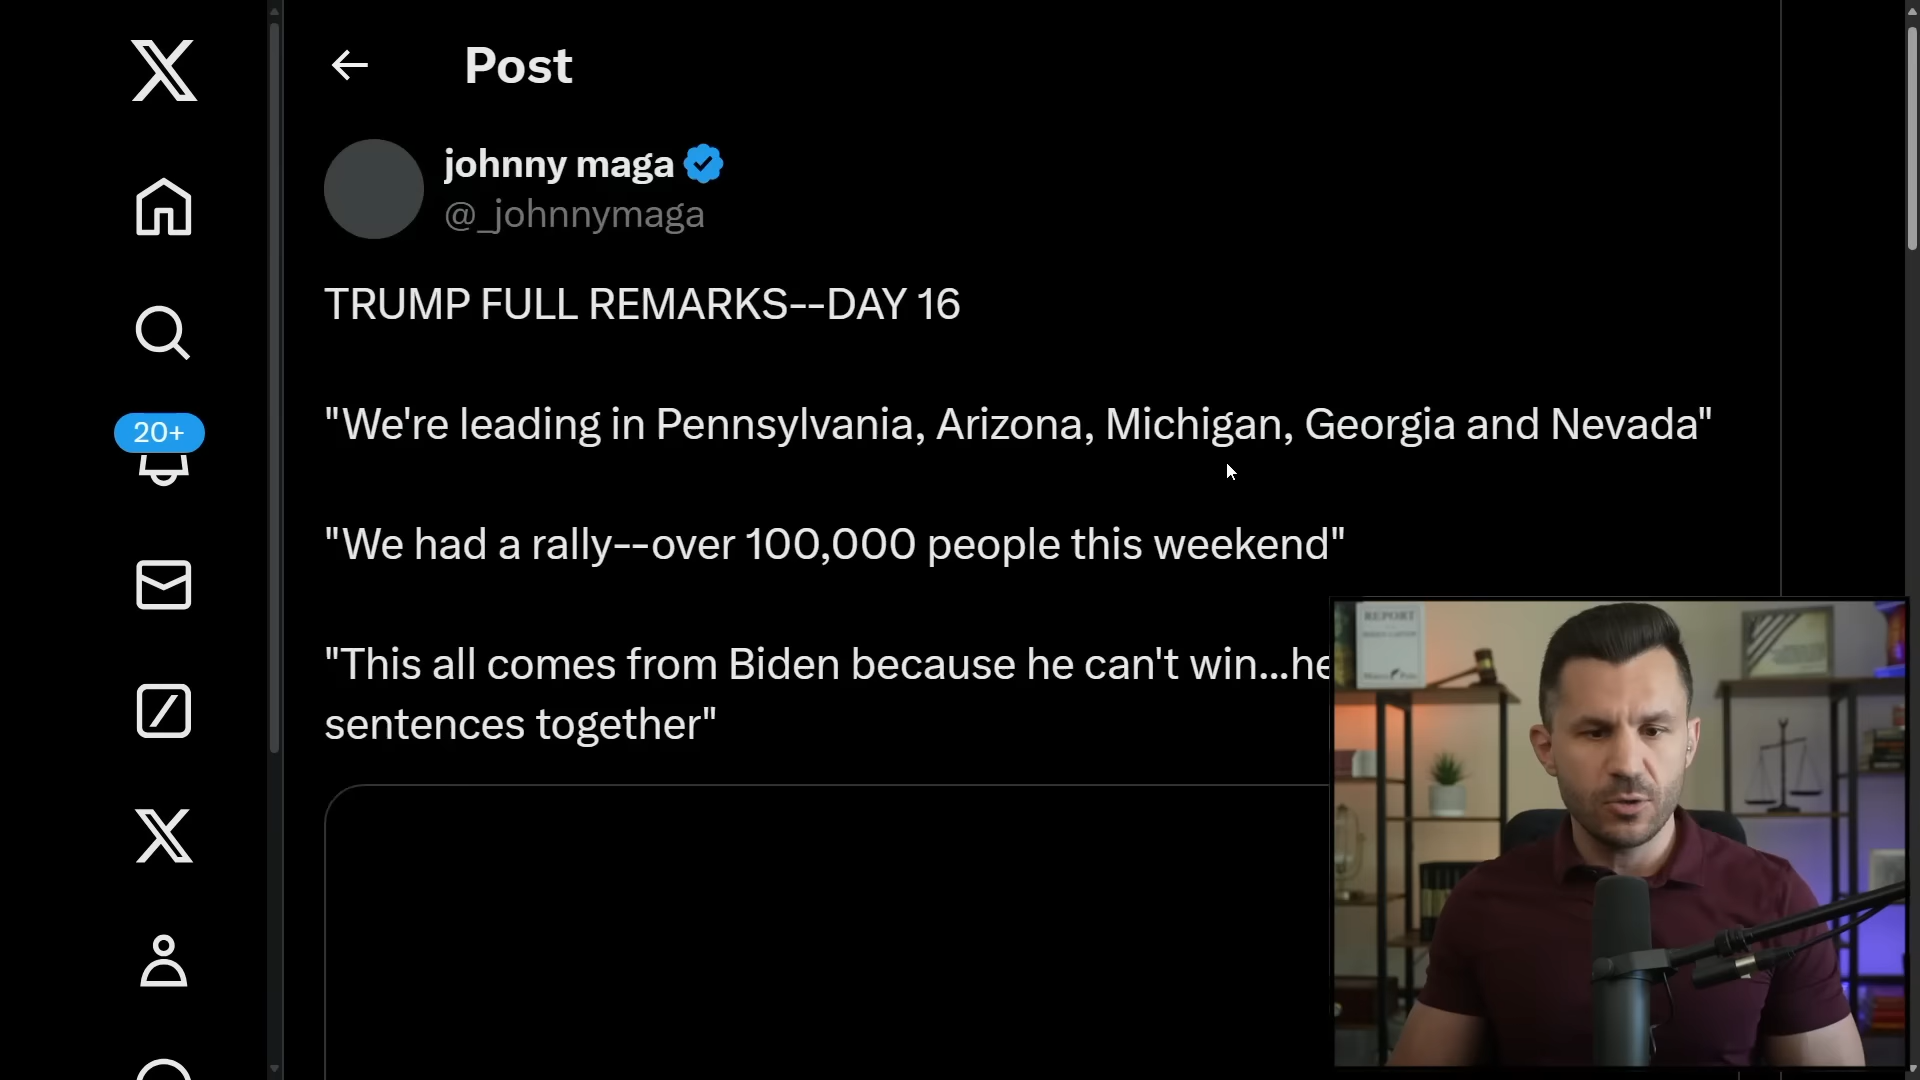 Post
johnny maga
@_johnnymaga
TRUMP FULL REMARKS--DAY 16
"We're leading in Pennsylvania, Arizona, Michigan, Georgia and Nevada"
20+
"We had a rally--over 100,000 people this weekend"
"This all comes from Biden because he can't win...he
sentences together"
REPORT